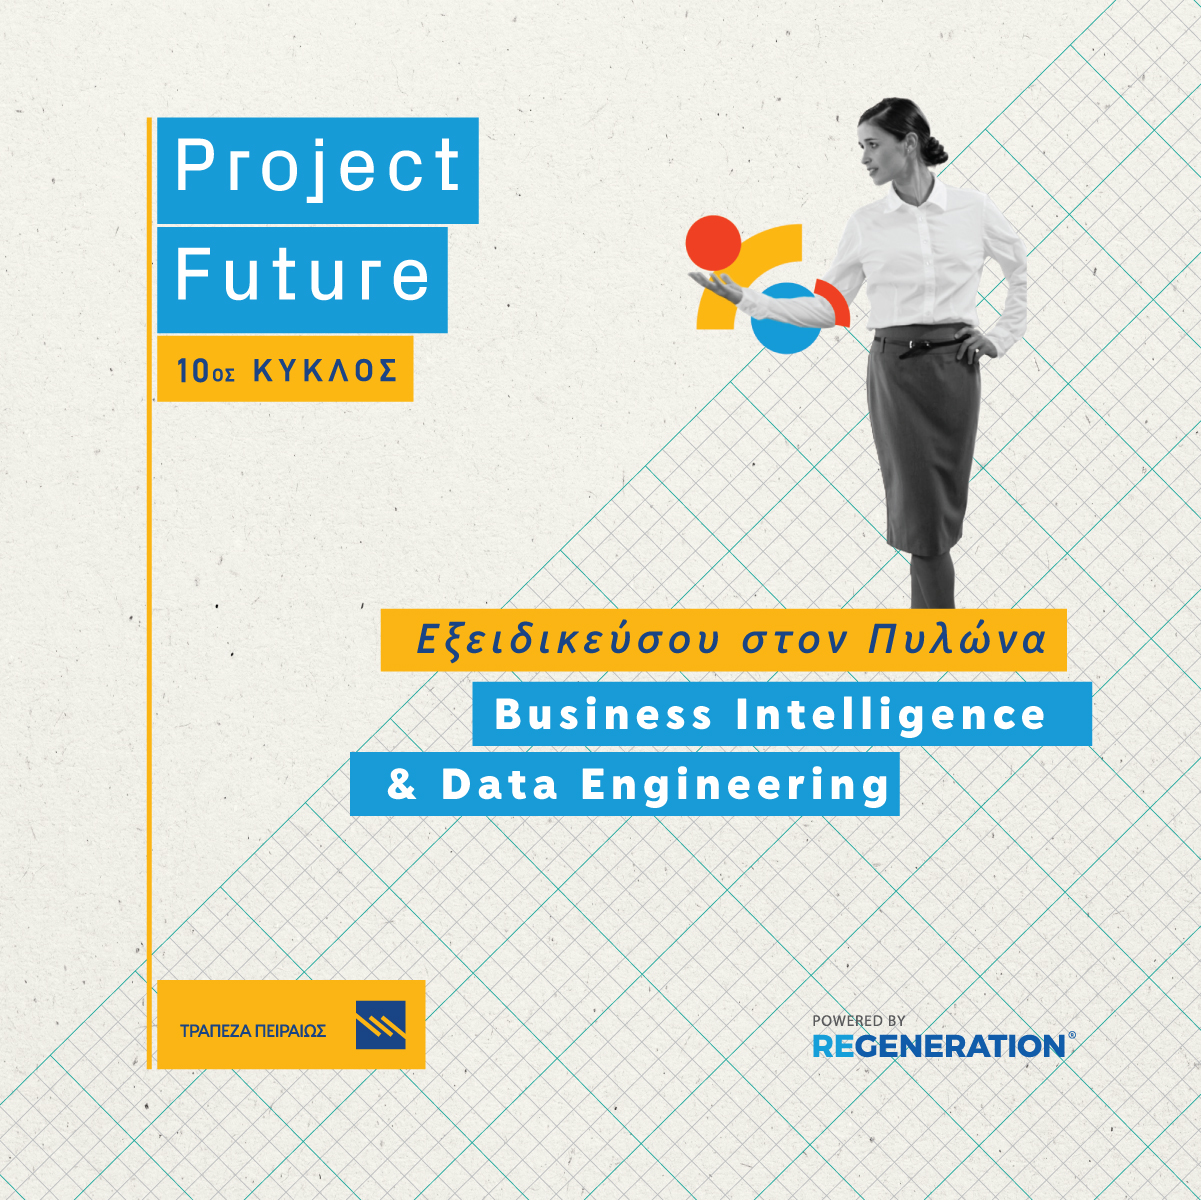 Project
Future
10ος ΚΥΚΛΟΣ
Εξειδικεύσου στον Πυλώνα
Business Intelligence
& Data Engineering
ΤΡΑΠΕΖΑ ΠΕΙΡΑΙΩΣ
POWERED BY
REGENERATION®